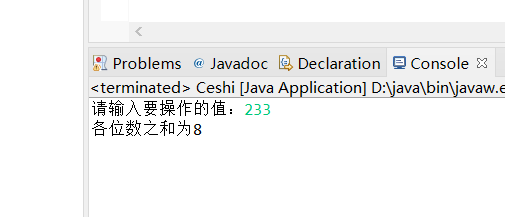 Problems @ Javadoc Declaration Console
<terminated> Ceshi [Java Application] D:\java\bin\javaw.e
请输入要操作的值：233
各位数之和为8